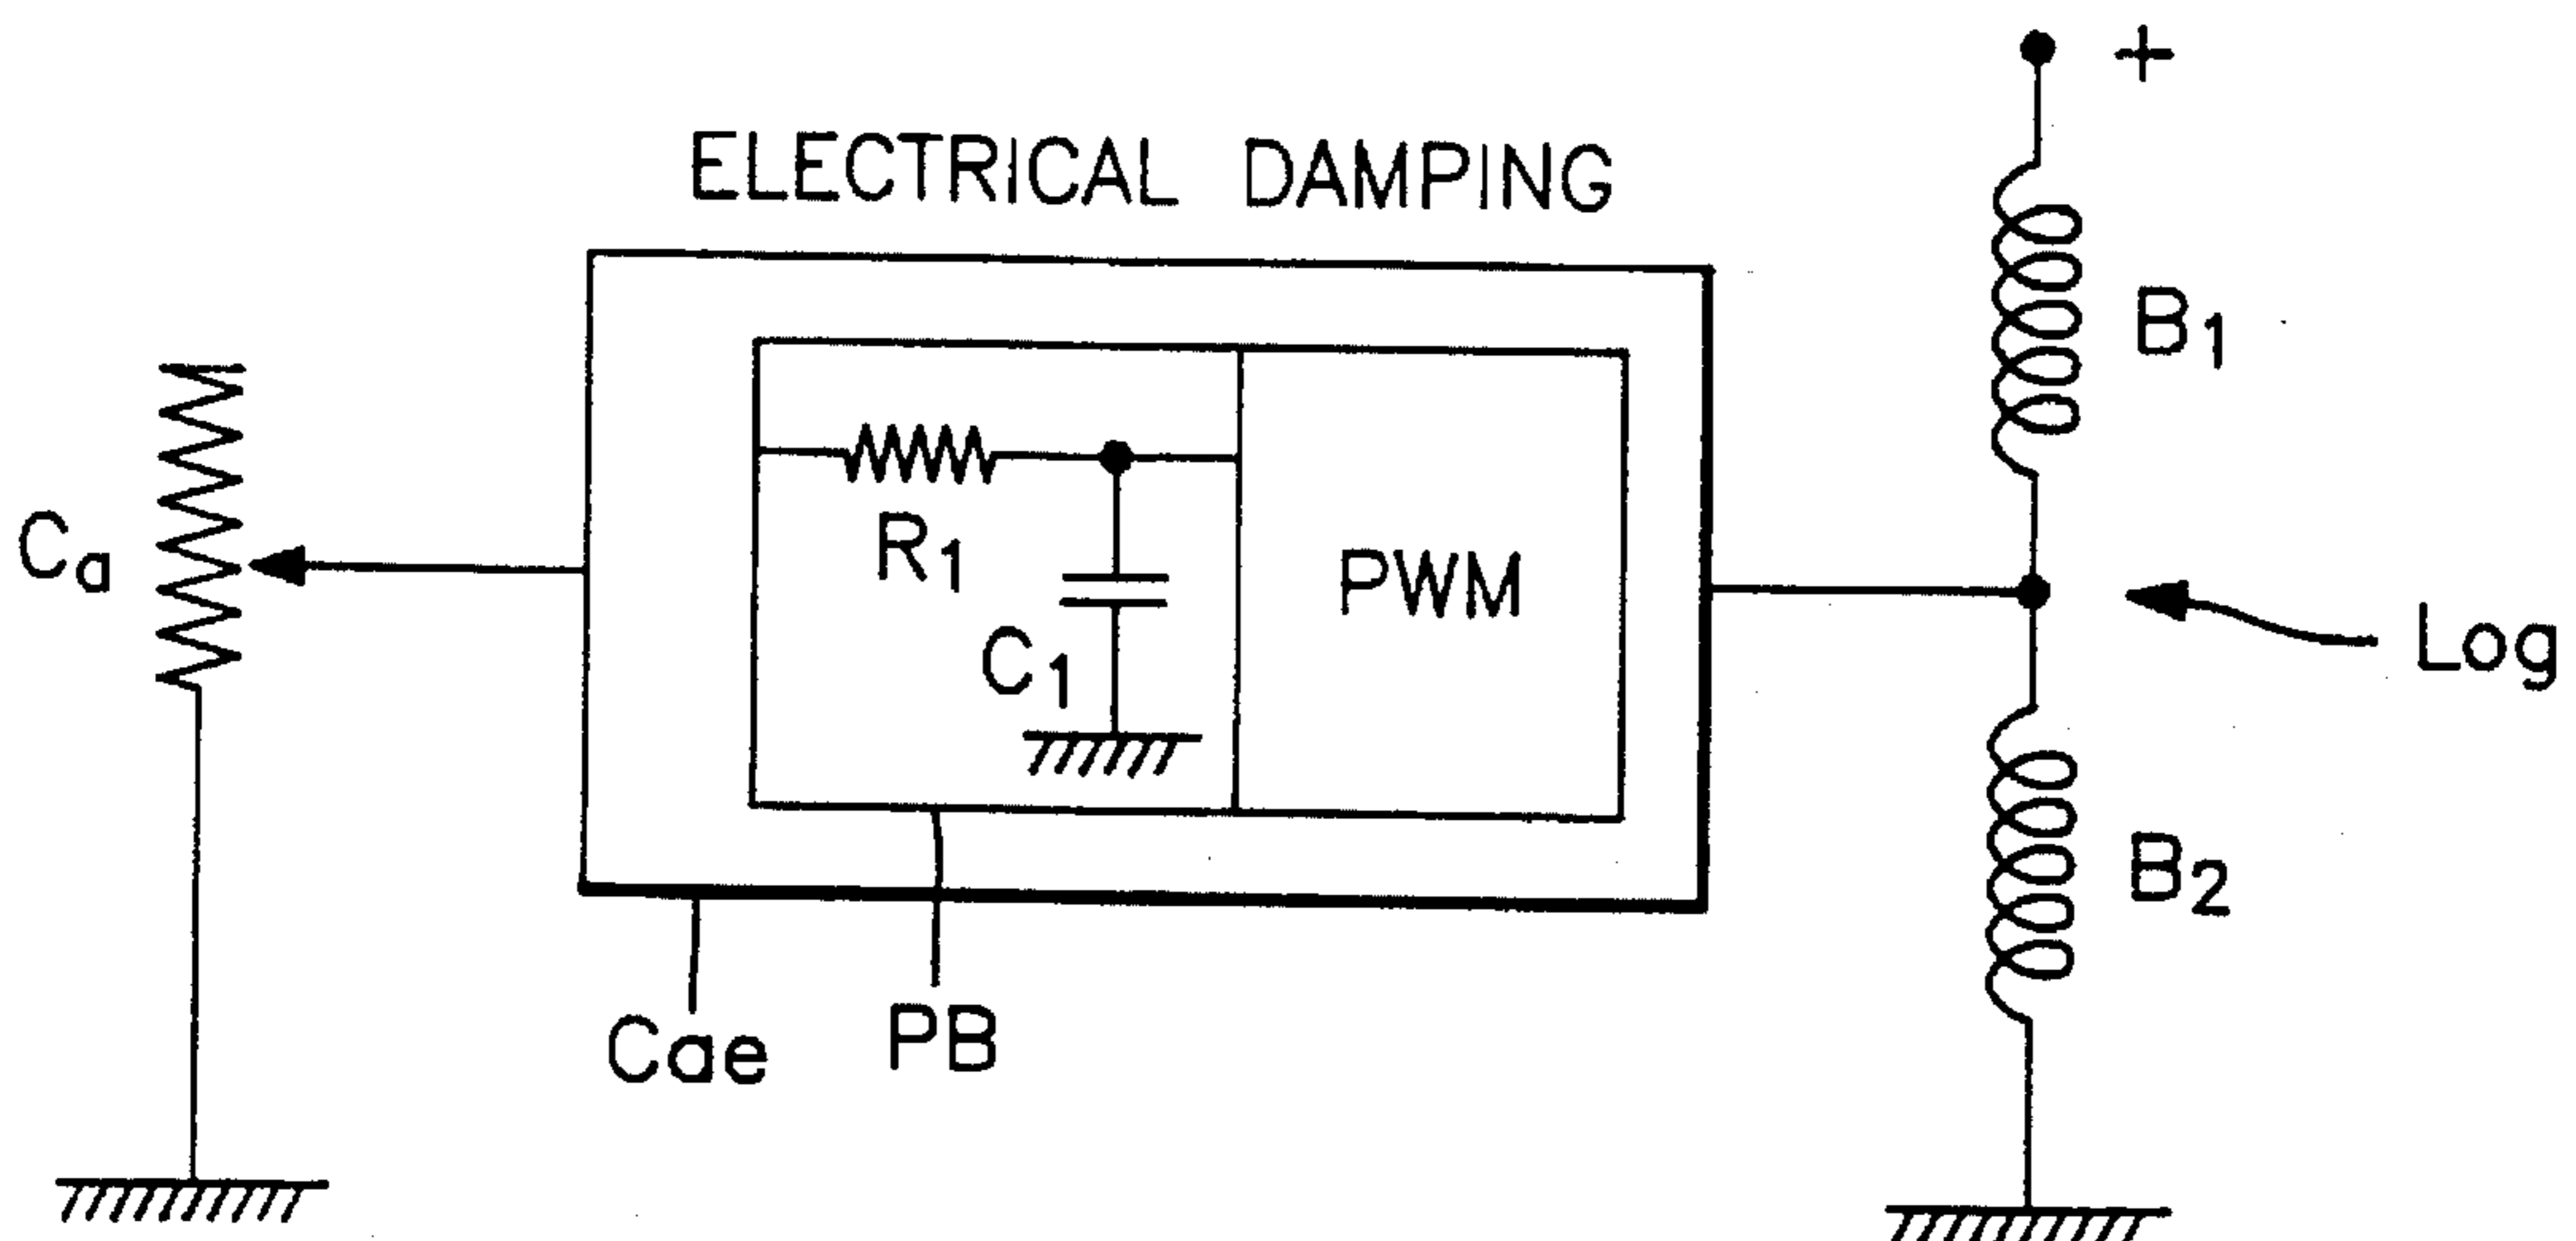 +
ELECTRICAL DAMPING
B1
Ca
R1
PWM
C1
Log
B2
Cae
PB